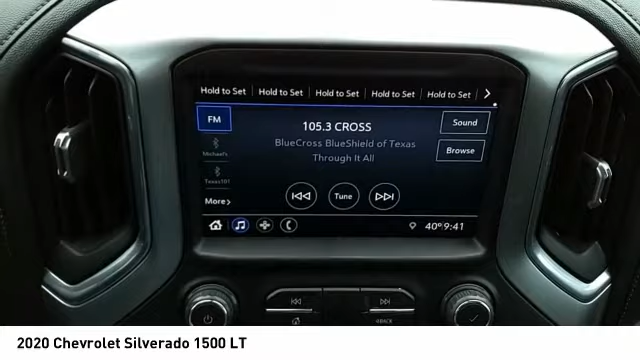 Hold to Set Hold to Set Hold to Set Hold to Set Hold to Set
FM
105.3 CROSS
Sound
BlueCross BlueShield of Texas
Through It All
Michael's
Browse
Texas101
More
Tune
40° 9:41
BACK
2020 Chevrolet Silverado 1500 LT